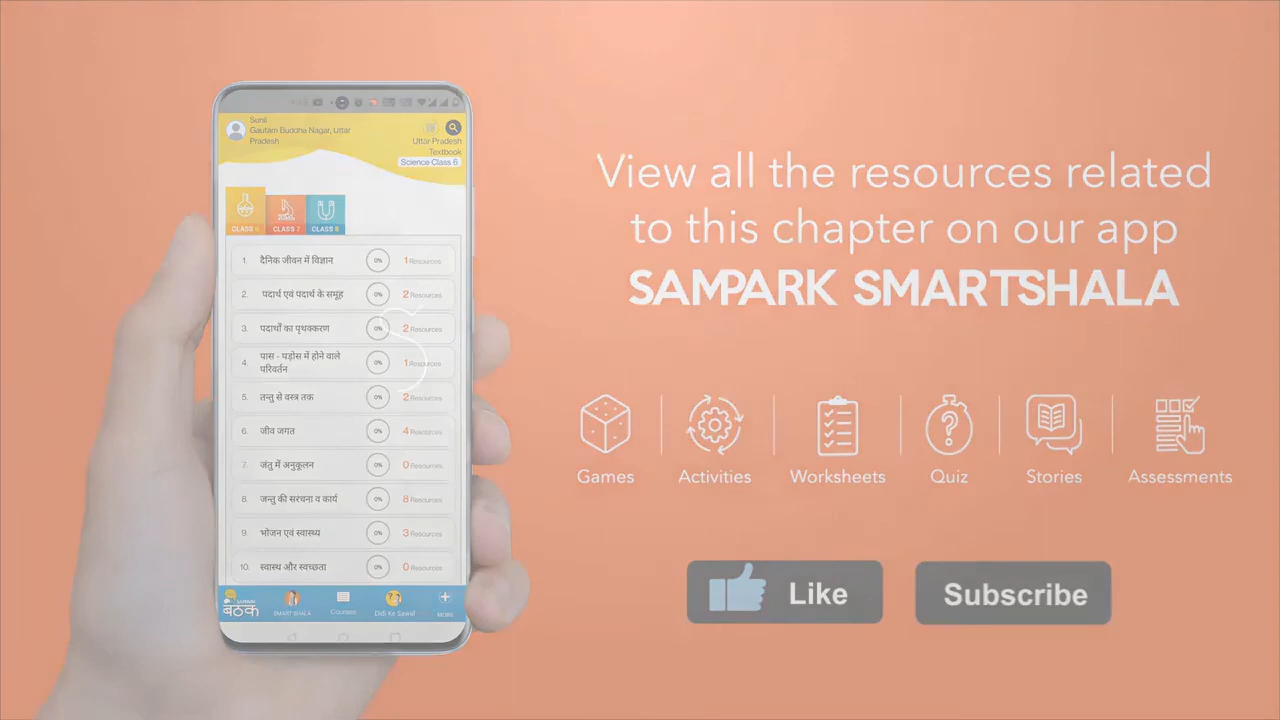 Sunil
Gautam Buddha Nagar, Uttar
Pradesh
Uttar Pradesh
Textbook
Science Class 6
CLASS 6
CLASS 7
CLASS 8
1. दैनिक जीवन में विज्ञान 0% 1 Resources
2. पदार्थ एवं पदार्थ के समूह 0% 2 Resources
3. पदार्थों का पृथक्करण 0% 2 Resources
4. पास - पड़ोस में होने वाले
परिवर्तन 0% 1 Resources
5. तन्तु से वस्त्र तक 0% 2 Resources
6. जीव जगत 0% 4 Resources
7. जंतु में अनुकूलन 0% 0 Resources
8. जन्तु की संरचना व कार्य 0% 8 Resources
9. भोजन एवं स्वास्थ्य 0% 3 Resources
10. स्वास्थ और स्वच्छता 0% 0 Resources
बैठक
SMART SHALA
Courses
Didi Ke Sawal
MORE
View all the resources related
to this chapter on our app
SAMPARK SMARTSHALA
Games
Activities
Worksheets
Quiz
Stories
Assessments
Like
Subscribe